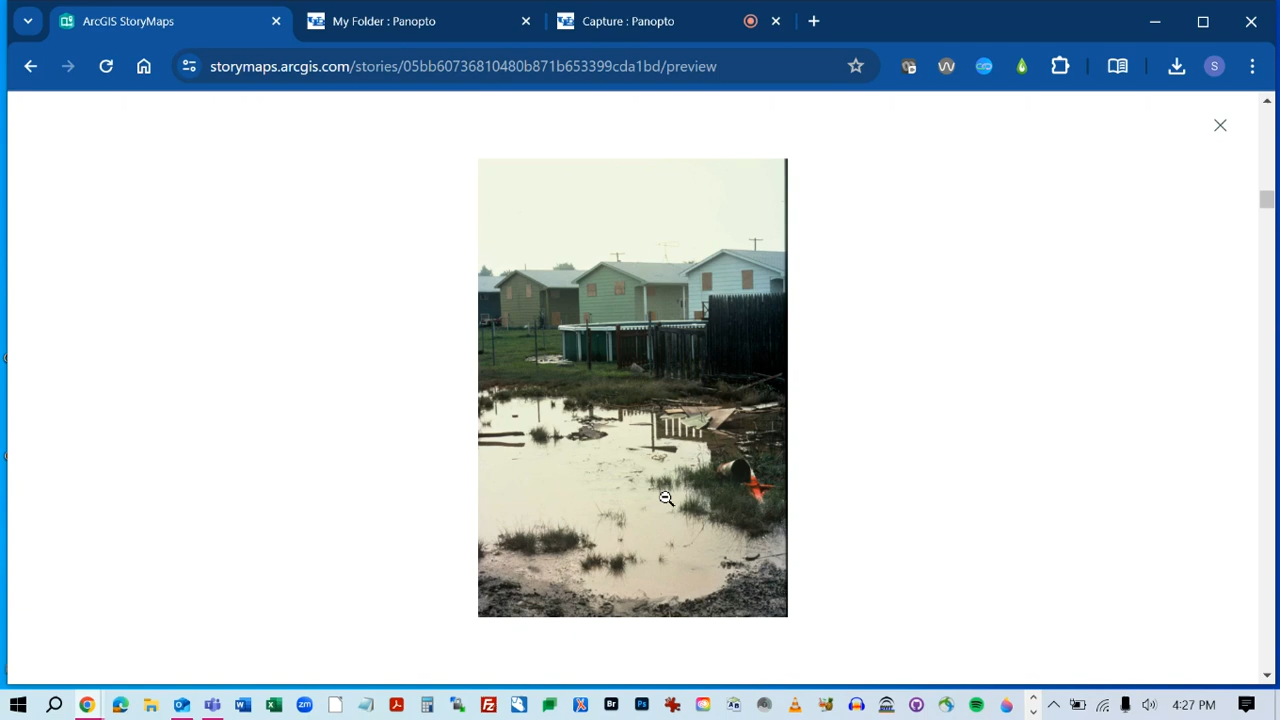 ArcGIS StoryMaps
My Folder : Panopto
Capture : Panopto
storymaps.arcgis.com/stories/05bb60736810480b871b653399cda1bd/preview
S
4:27 PM